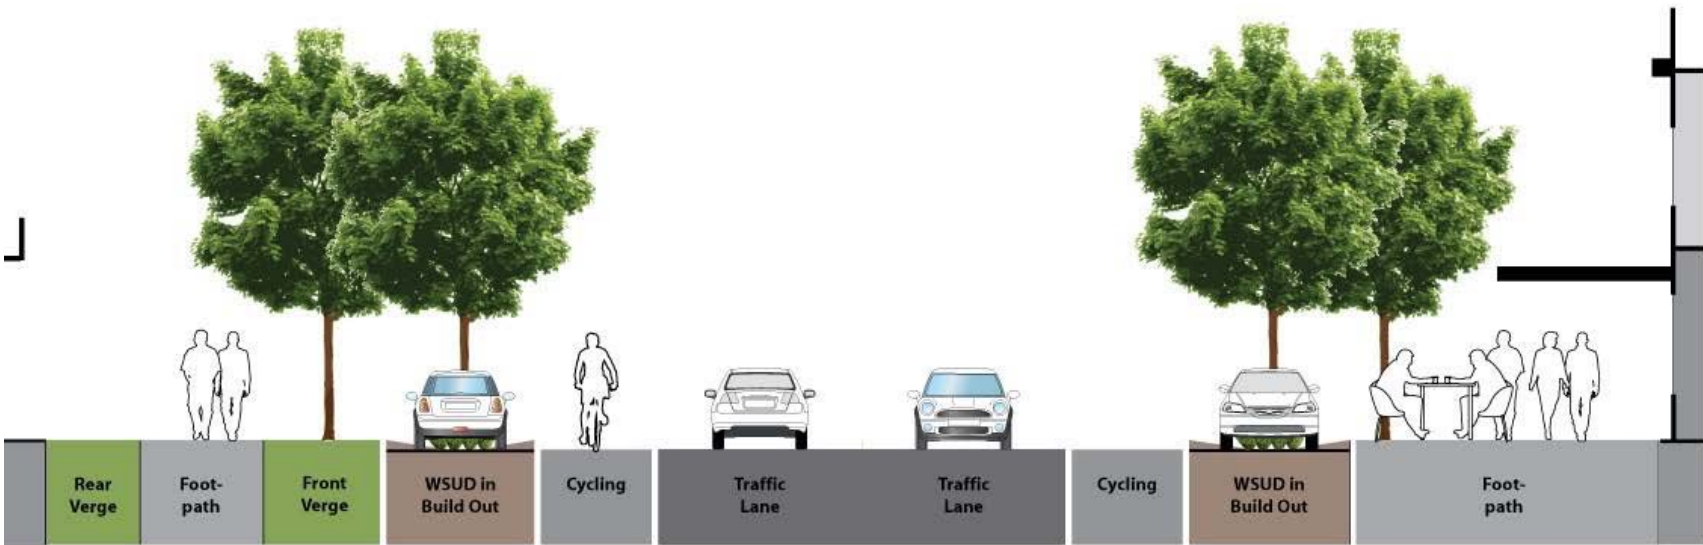 Rear
Verge
Foot-
path
Front
Verge
WSUD in
Build Out
Cycling
Traffic
Lane
Traffic
Lane
Cycling
WSUD in
Build Out
Foot-
path